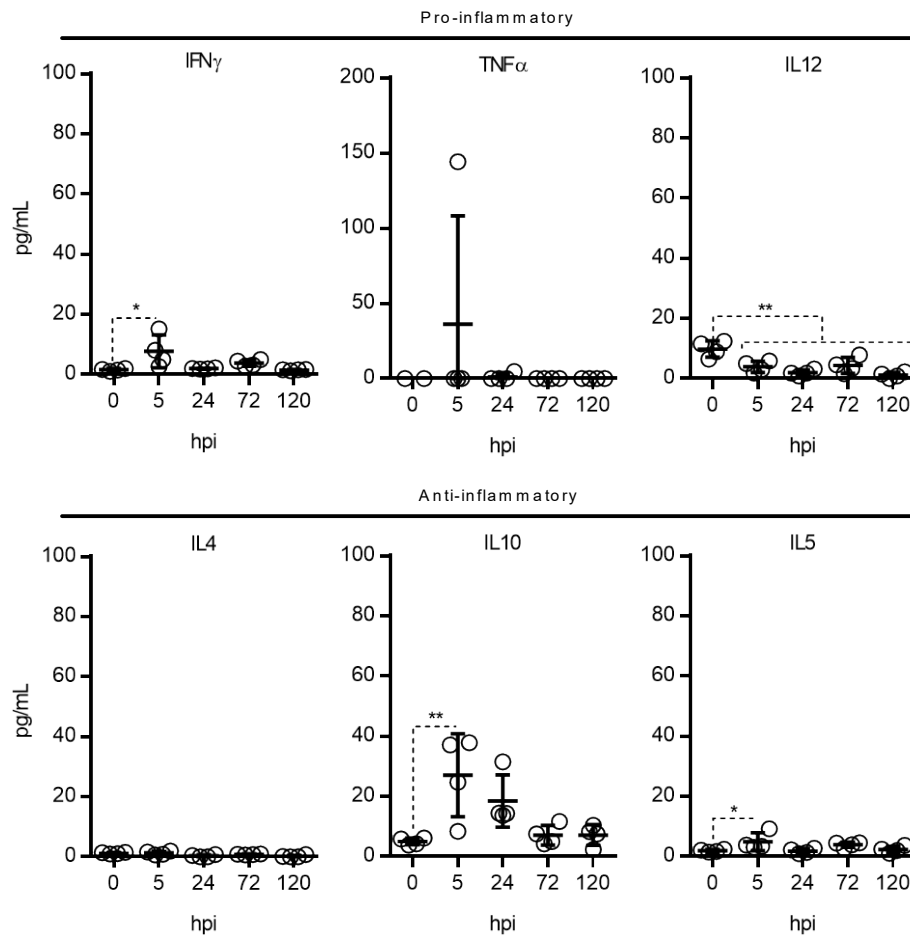 Pro-inflammatory
IFNγ TNFα IL12
100 200 100
80 150 80
60 100 60
40 50 40
20 0 20
0 0
pg/mL
* **
0 5 24 72 120 0 5 24 72 120 0 5 24 72 120
hpi hpi hpi
Anti-inflammatory
IL4 IL10 IL5
100 100 100
80 80 80
60 60 60
40 40 40
20 20 20
0 0 0
pg/mL
** *
0 5 24 72 120 0 5 24 72 120 0 5 24 72 120
hpi hpi hpi